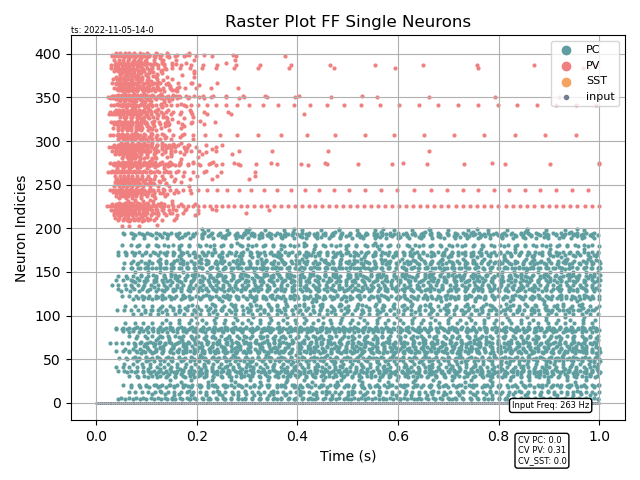 Raster Plot FF Single Neurons
ts: 2022-11-05-14-0
PC
PV
SST
input
400
350
300
250
200
150
100
50
0
Neuron Indicies
Input Freq: 263 Hz
0.0 0.2 0.4 0.6 0.8 1.0
Time (s)
CV PC: 0.0
CV PV: 0.31
CV_SST: 0.0